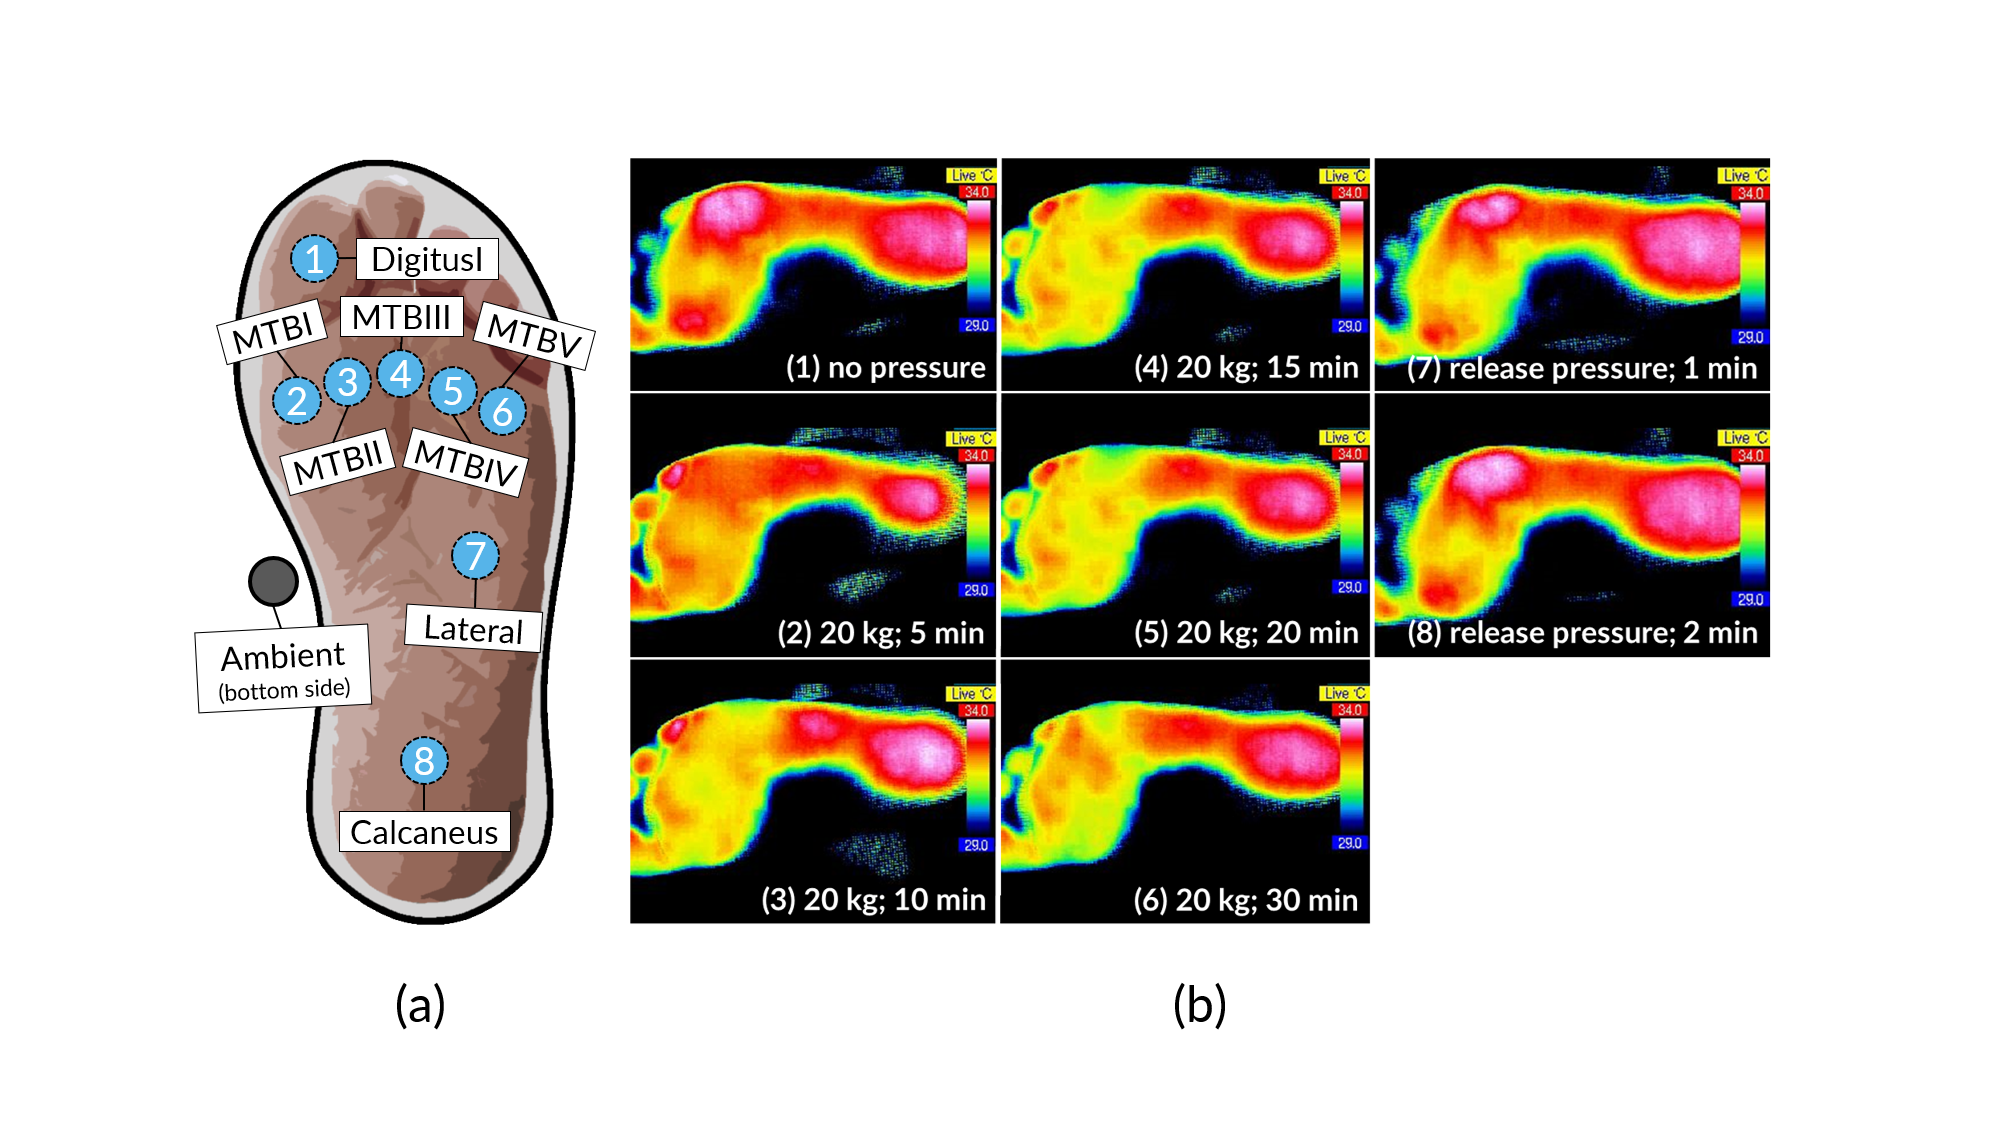 1
DigitusI
MTBI
MTBIII
MTBV
2
3
4
5
6
MTBII
MTBIV
7
Lateral
Ambient
(bottom side)
8
Calcaneus
(a)
Live °C
34.0
29.0
(1) no pressure
Live °C
34.0
29.0
(4) 20 kg; 15 min
Live °C
34.0
29.0
(7) release pressure; 1 min
Live °C
34.0
29.0
(2) 20 kg; 5 min
Live °C
34.0
29.0
(5) 20 kg; 20 min
Live °C
34.0
29.0
(8) release pressure; 2 min
Live °C
34.0
29.0
(3) 20 kg; 10 min
Live °C
34.0
29.0
(6) 20 kg; 30 min
(b)